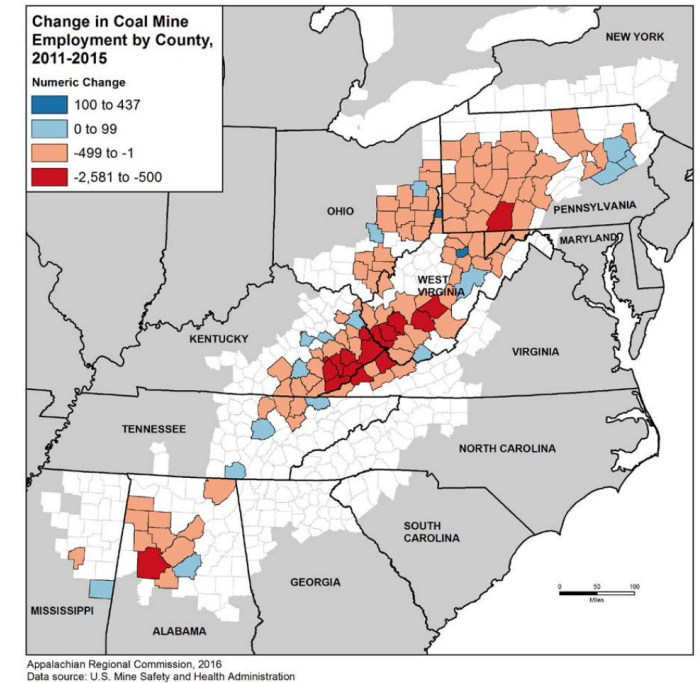 Change in Coal Mine
Employment by County,
2011-2015
Numeric Change
100 to 437
0 to 99
-499 to -1
-2,581 to -500
NEW YORK
PENNSYLVANIA
OHIO
MARYLAND
WEST
VIRGINIA
KENTUCKY
VIRGINIA
TENNESSEE
NORTH CAROLINA
SOUTH
CAROLINA
GEORGIA
MISSISSIPPI
ALABAMA
0 50 100
Miles
Appalachian Regional Commission, 2016
Data source: U.S. Mine Safety and Health Administration